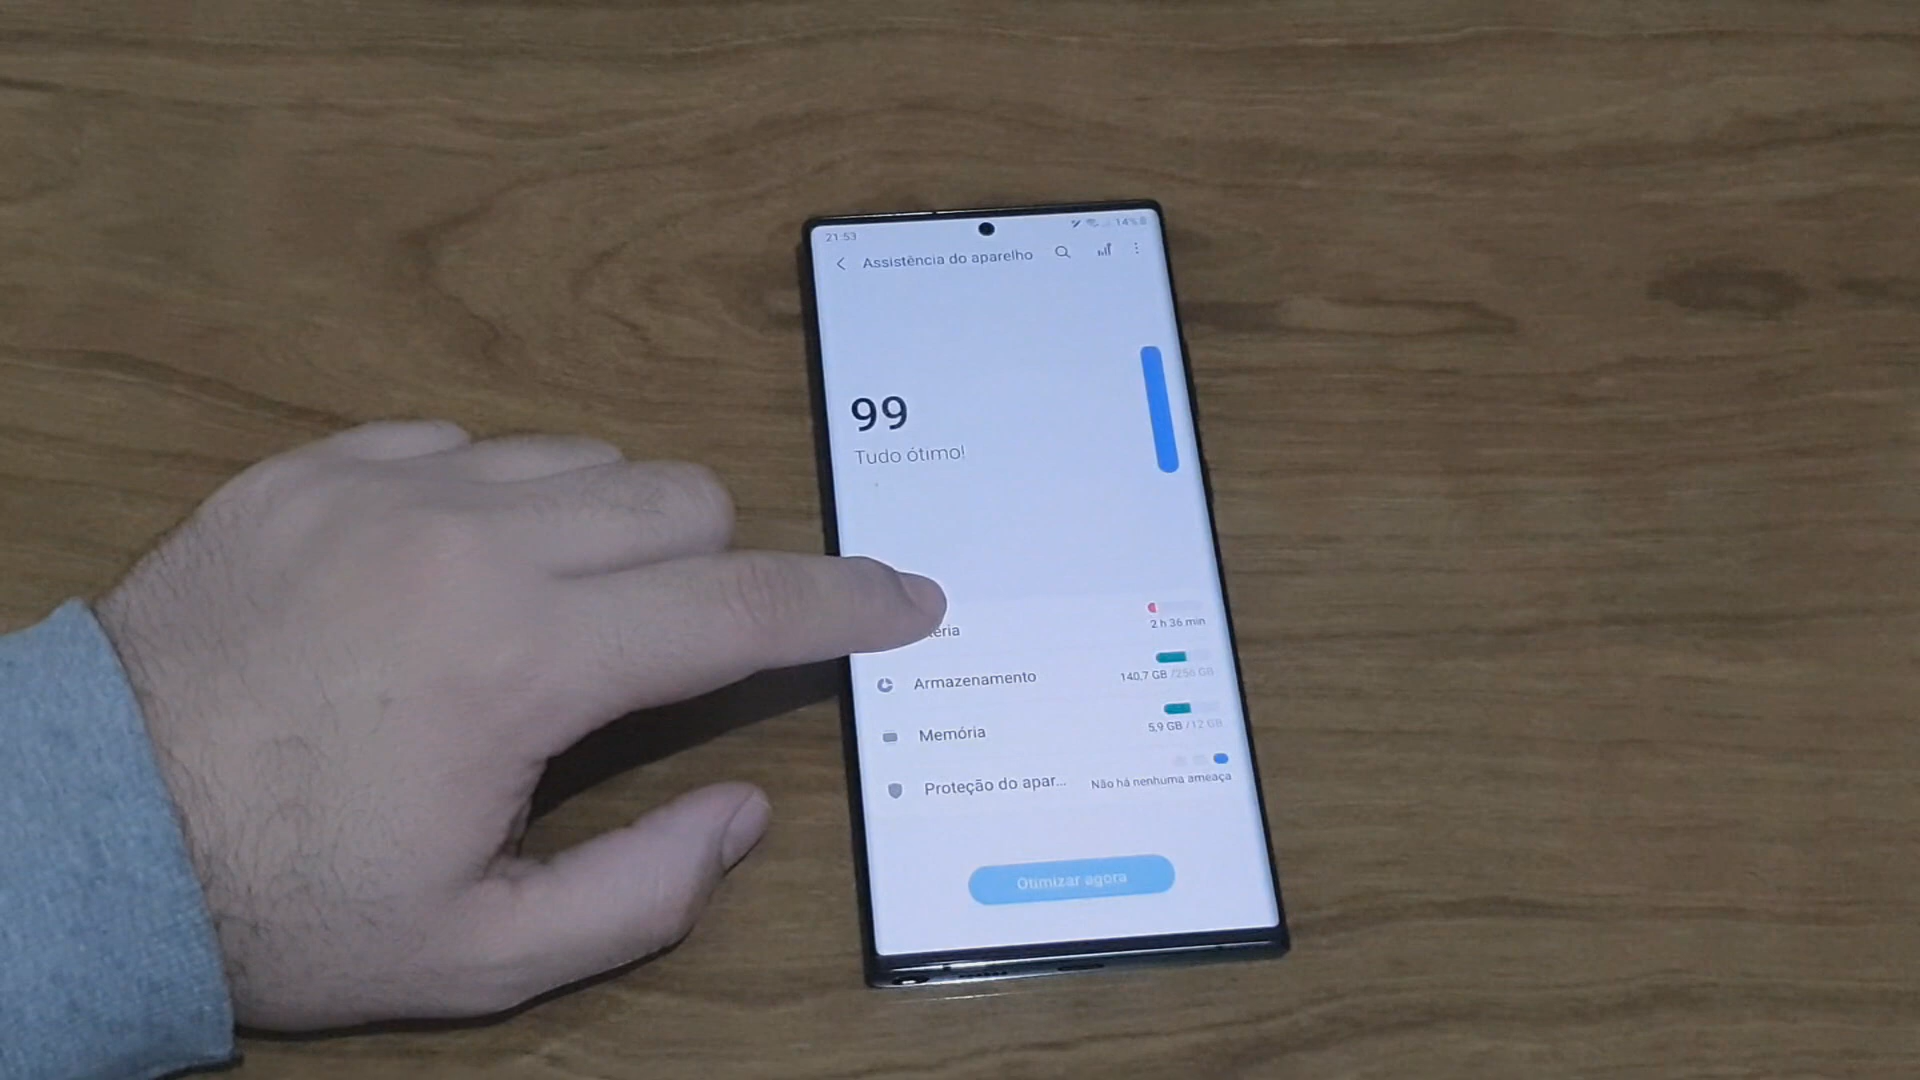 21:53
14%
Assistência do aparelho
99
Tudo ótimo!
2 h 36 min
Armazenamento
140,7 GB /256 GB
Memória
5,9 GB /12 GB
Proteção do apar...
Não há nenhuma ameaça
Otimizar agora